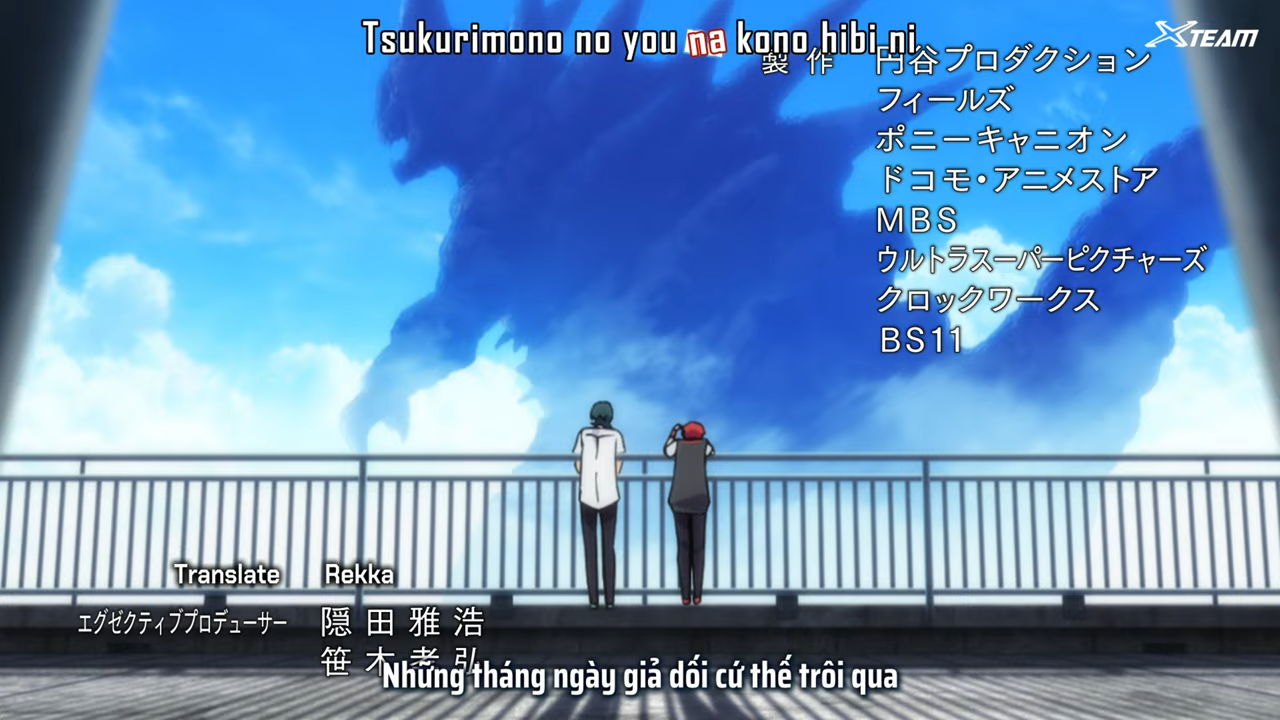 Tsukurimono no you na kono hibi ni
XTEAM
製作 円谷プロダクション
フィールズ
ポニーキャニオン
ドコモ・アニメストア
MBS
ウルトラスーパーピクチャーズ
クロックワークス
BS11
Translate Rekka
エグゼクティブプロデューサー 隠田雅浩
笹木孝弘
Những tháng ngày giả dối cứ thế trôi qua